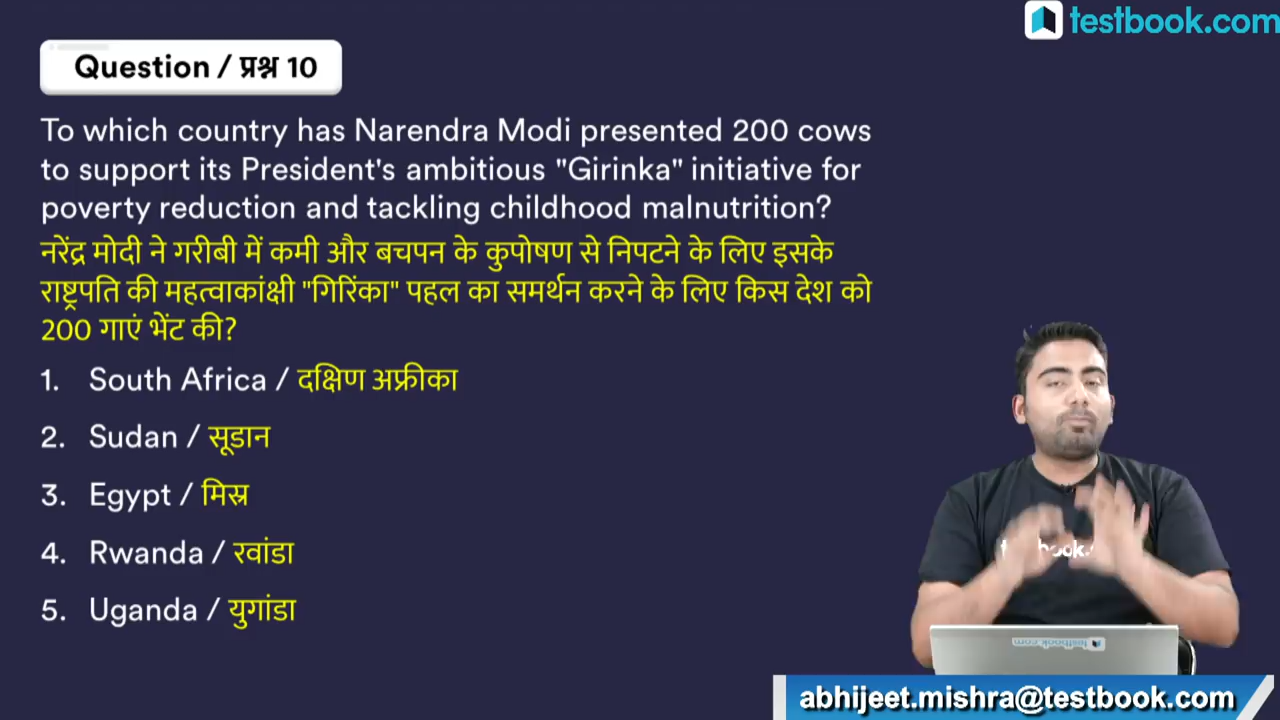 testbook.com
Question / प्रश्न 10
To which country has Narendra Modi presented 200 cows
to support its President's ambitious "Girinka" initiative for
poverty reduction and tackling childhood malnutrition?
नरेंद्र मोदी ने गरीबी में कमी और बचपन के कुपोषण से निपटने के लिए इसके
राष्ट्रपति की महत्वाकांक्षी "गिरिंका" पहल का समर्थन करने के लिए किस देश को
200 गाएं भेंट की?
1. South Africa / दक्षिण अफ्रीका
2. Sudan / सूडान
3. Egypt / मिस्र
4. Rwanda / रवांडा
5. Uganda / युगांडा
testbook.com
abhijeet.mishra@testbook.com